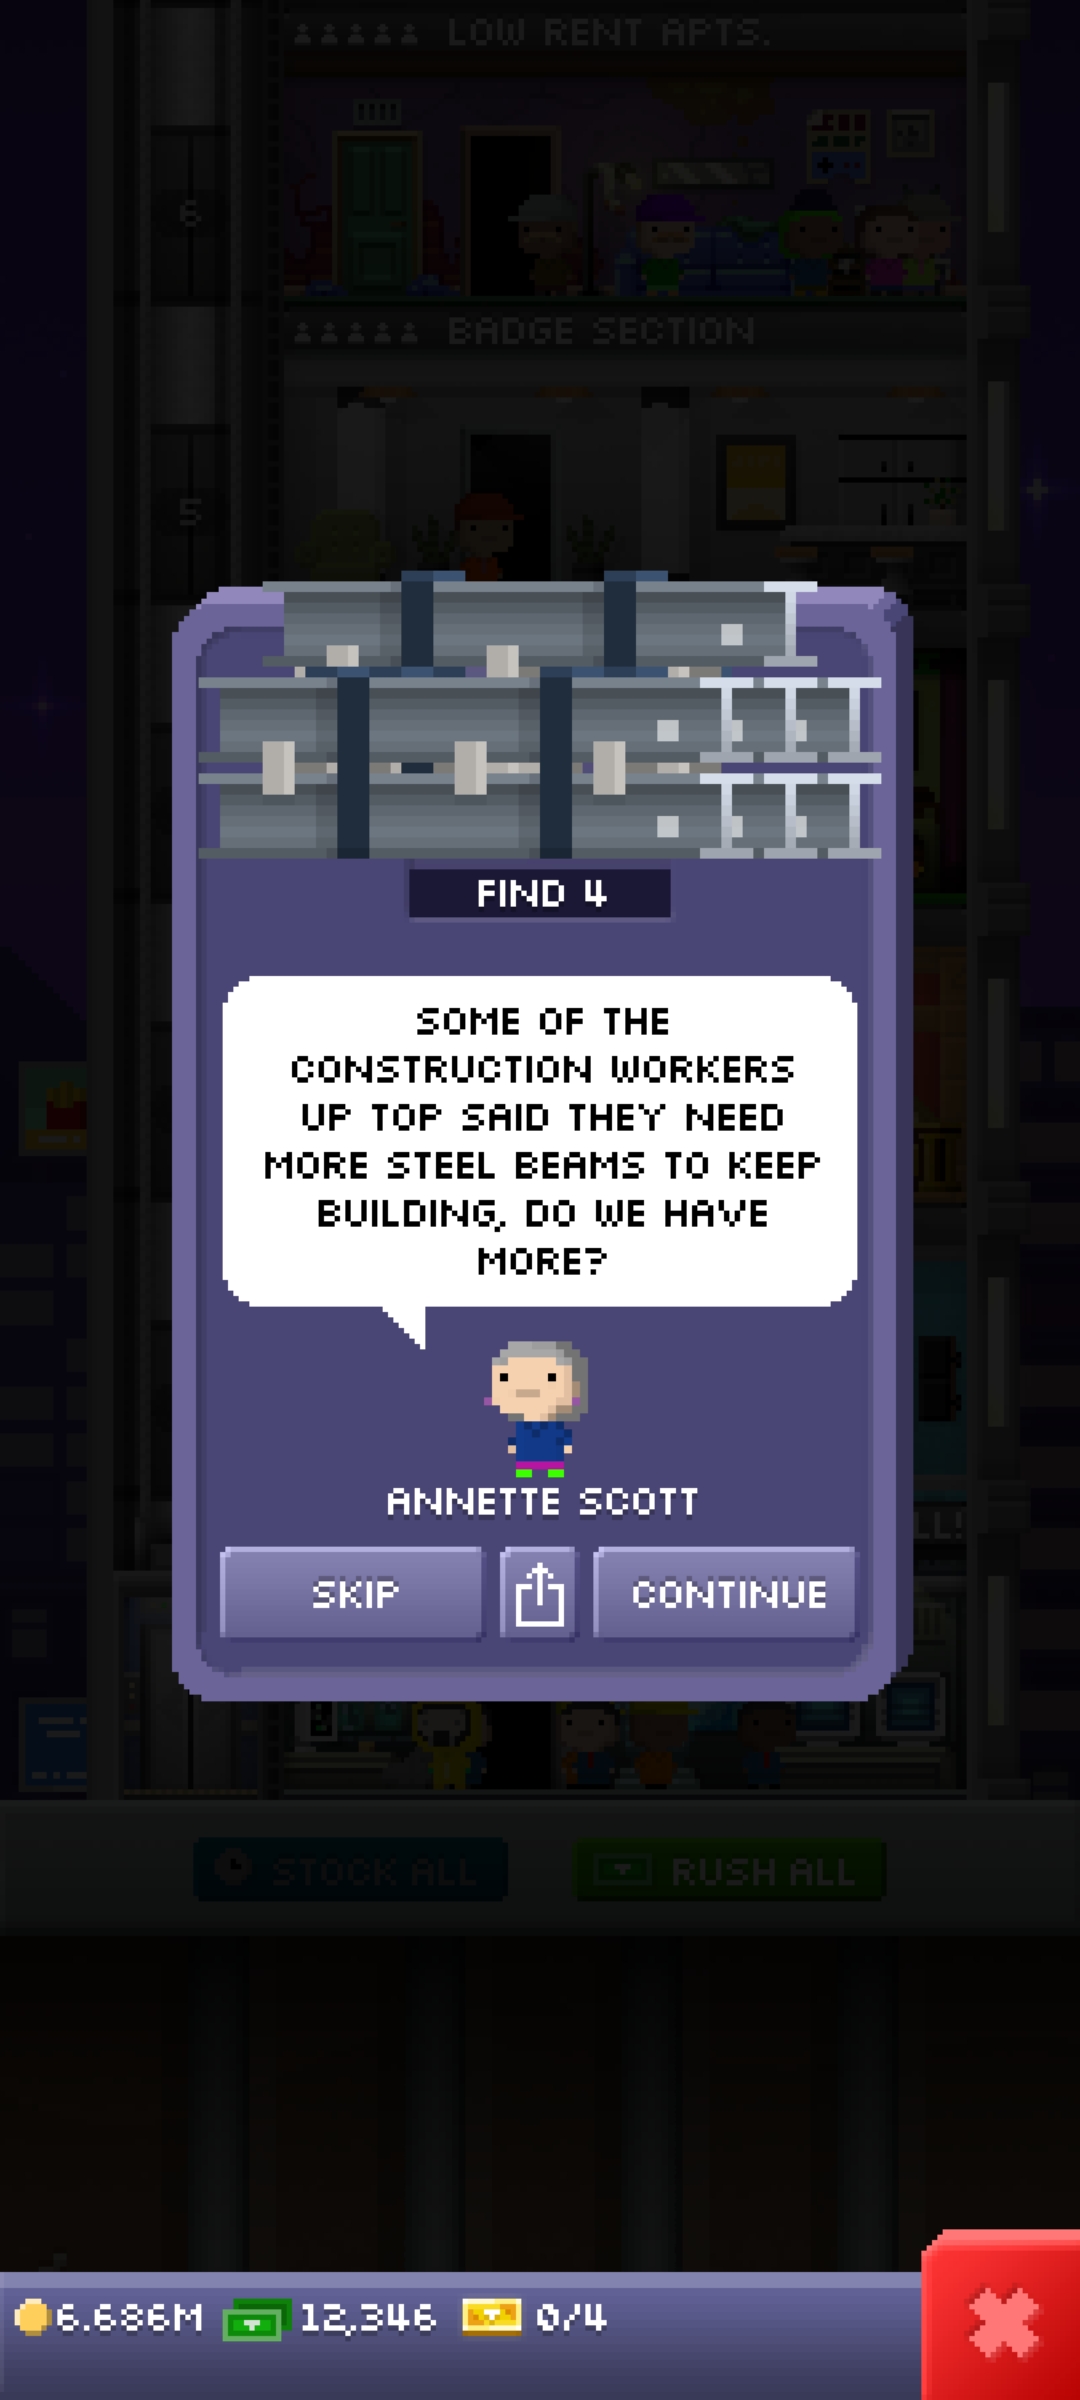 LOW RENT APTS.
6
BADGE SECTION
5
FIND 4
SOME OF THE
CONSTRUCTION WORKERS
UP TOP SAID THEY NEED
MORE STEEL BEAMS TO KEEP
BUILDING, DO WE HAVE
MORE?
ANNETTE SCOTT
SKIP
CONTINUE
STOCK ALL
RUSH ALL
6.686M
12,346
0/4